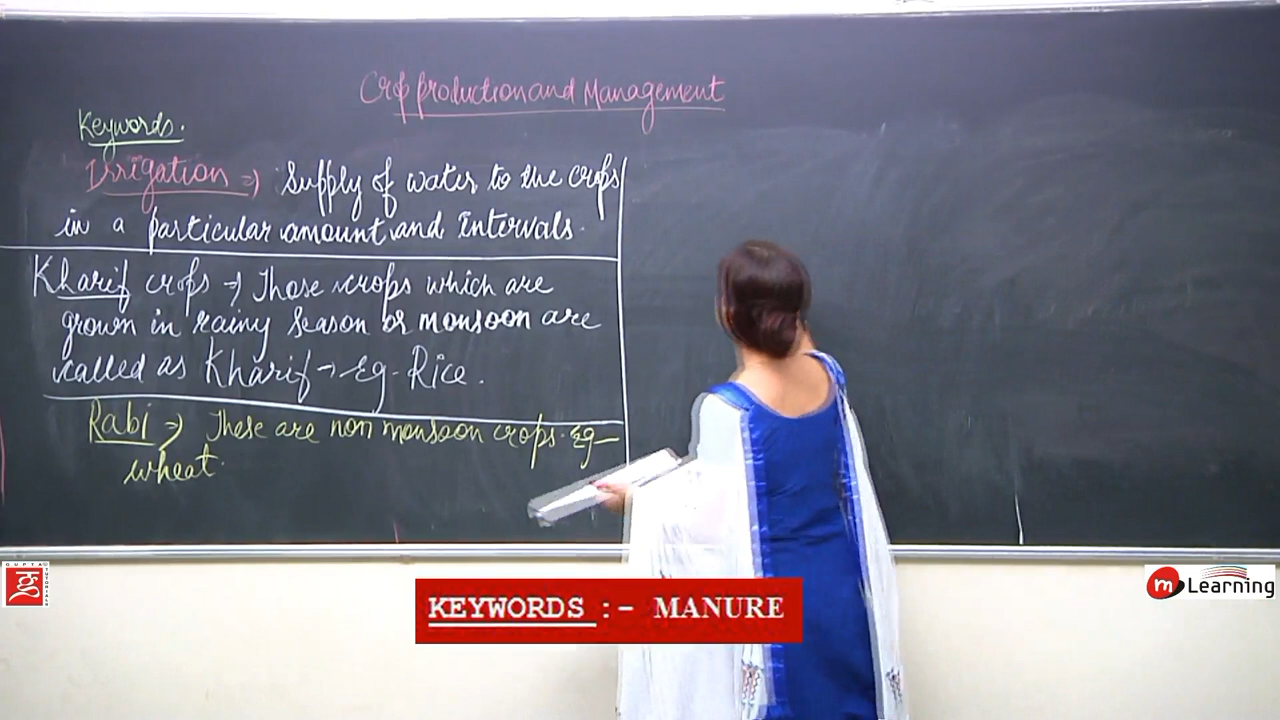 Crop production and Management
Keywords.
Irrigation => Supply of water to the crops
in a particular amount and Intervals.
Kharif crops => Those crops which are
grown in rainy season or monsoon are
called as Kharif → Eg - Rice.
Rabi => These are non monsoon crops. Eg -
wheat.
GUPTA TUTORIALS
KEYWORDS :- MANURE
m Learning